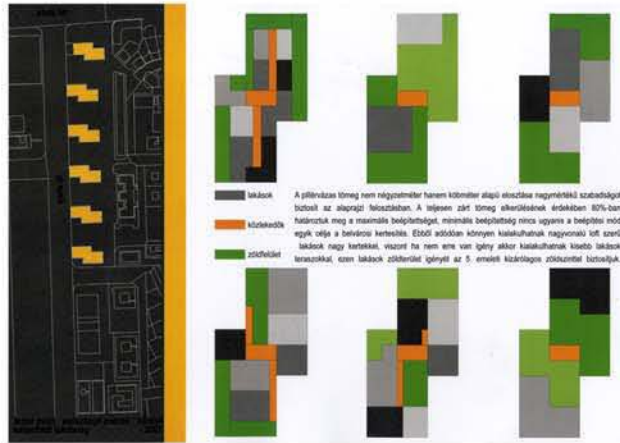 lakások
közlekedők
zöldfelület
A pillérvázas tömeg nem négyzetméter hanem köbméter alapú elosztása nagymértékű szabadságot
biztosít az alaprajzi felosztásban. A teljesen zárt tömeg elkerülésének érdekében 80%-ban
határoztuk meg a maximális beépítettséget, minimális beépítettség nincs ugyanis a beépítési mód
egyik célja a belvárosi kertesítés. Ebből adódóan könnyen kialakulhatnak nagyvonalú loft szerű
lakások nagy kertekkel, viszont ha nem erre van igény akkor kialakulhatnak kisebb lakások
teraszokkal, ezen lakások zöldterület igényét az 5. emeleti kizárólagos zöldszinttel biztosítjuk.